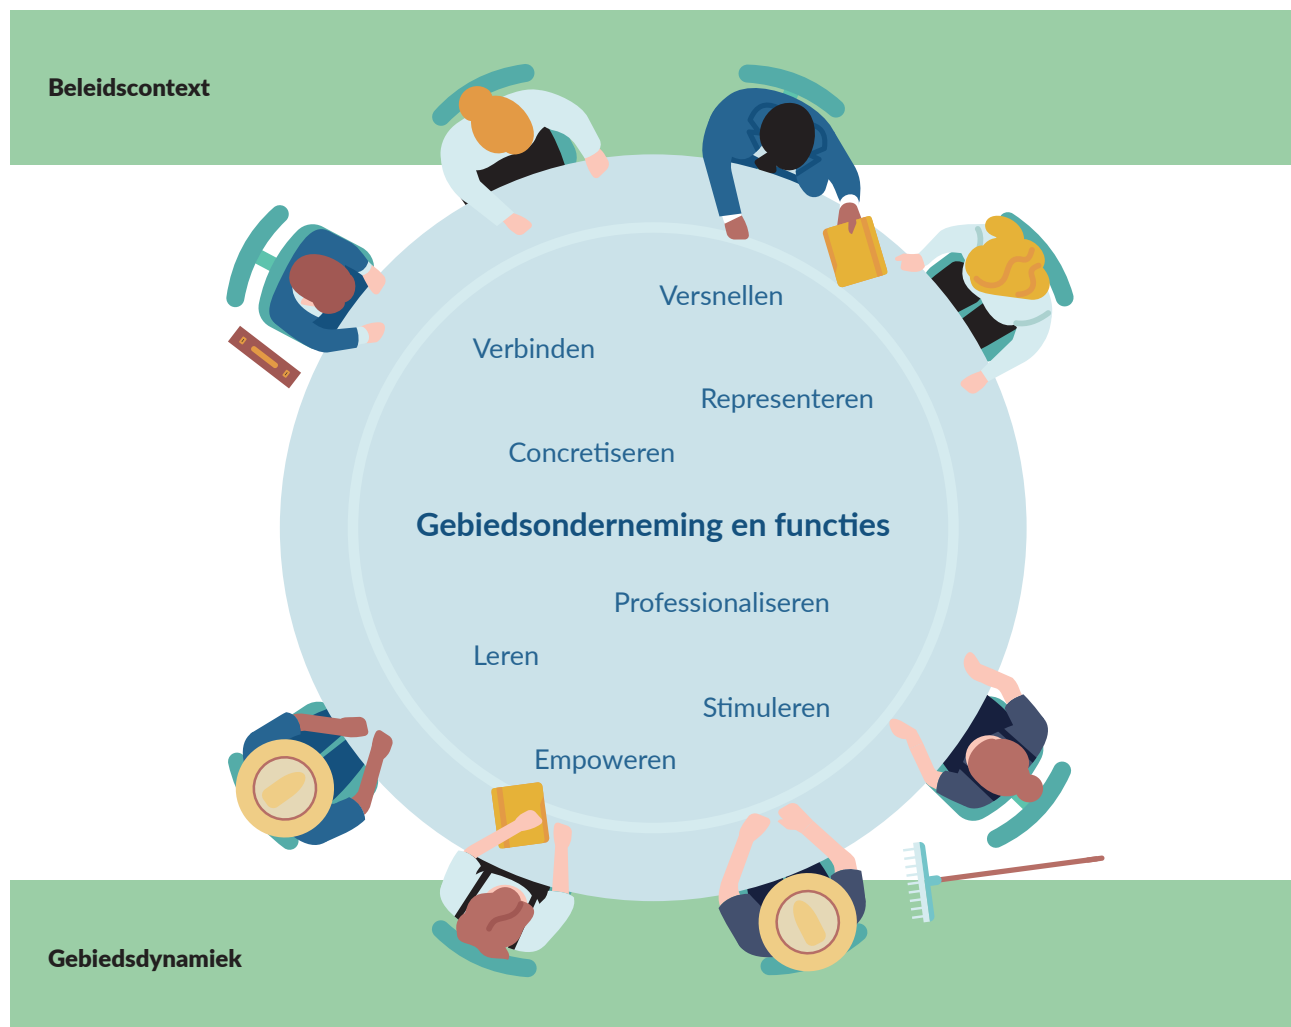 Beleidscontext
Versnellen
Verbinden
Representeren
Concretiseren
Gebiedsonderneming en functies
Professionaliseren
Leren
Stimuleren
Empoweren
Gebiedsdynamiek